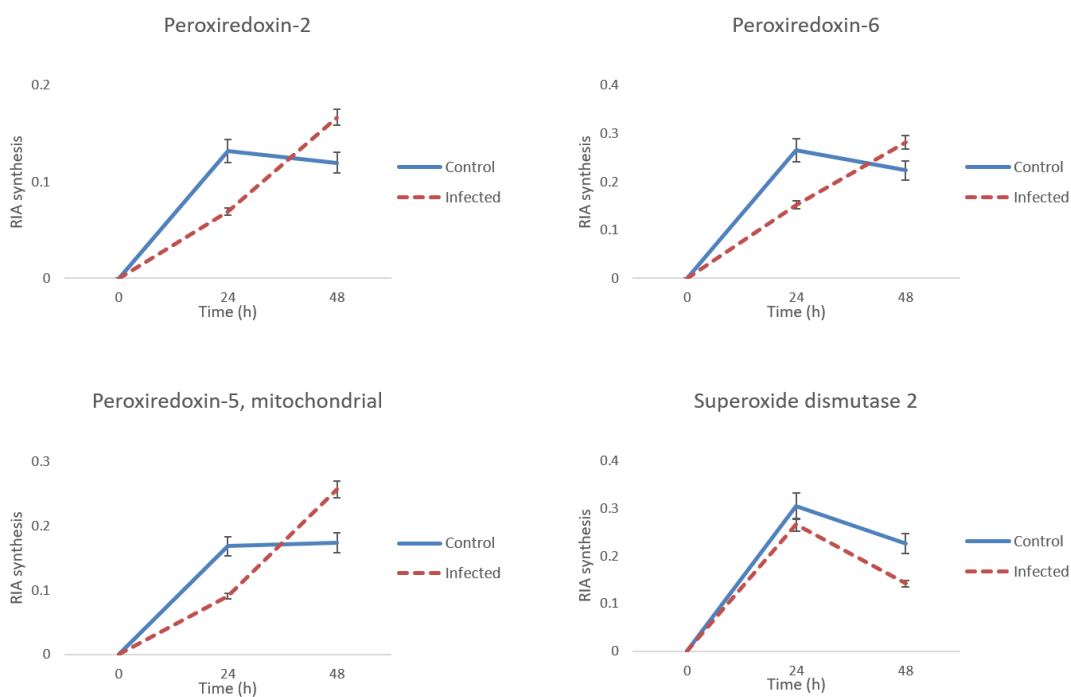 Peroxiredoxin-2
0.2
0.1
0
RIA synthesis
0
24
48
Time (h)
Control
Infected
Peroxiredoxin-6
0.4
0.3
0.2
0.1
0
RIA synthesis
0
24
48
Time (h)
Control
Infected
Peroxiredoxin-5, mitochondrial
0.3
0.2
0.1
0
RIA synthesis
0
24
48
Time (h)
Control
Infected
Superoxide dismutase 2
0.4
0.3
0.2
0.1
0
RIA synthesis
0
24
48
Time (h)
Control
Infected